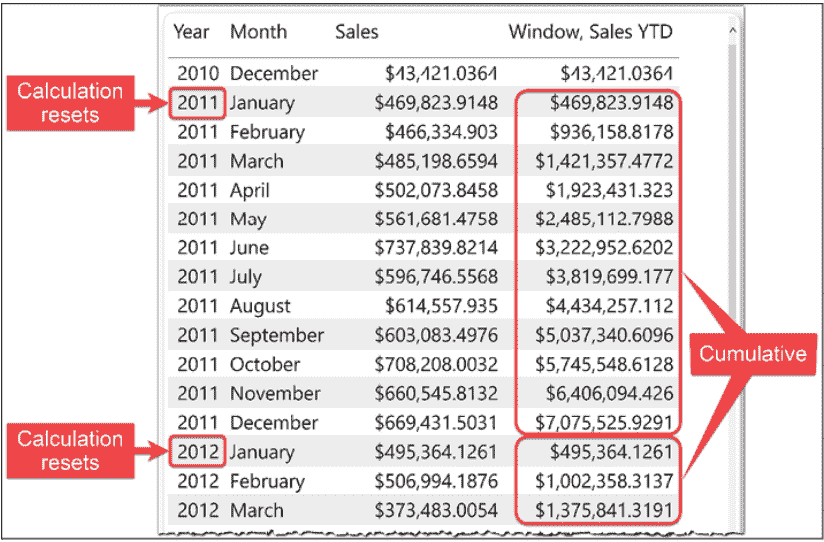 Year Month Sales Window, Sales YTD
2010 December $43,421.0364 $43,421.0364
Calculation resets
2011 January $469,823.9148 $469,823.9148
2011 February $466,334.903 $936,158.8178
2011 March $485,198.6594 $1,421,357.4772
2011 April $502,073.8458 $1,923,431.323
2011 May $561,681.4758 $2,485,112.7988
2011 June $737,839.8214 $3,222,952.6202
2011 July $596,746.5568 $3,819,699.177
2011 August $614,557.935 $4,434,257.112
2011 September $603,083.4976 $5,037,340.6096
Cumulative
2011 October $708,208.0032 $5,745,548.6128
2011 November $660,545.8132 $6,406,094.426
2011 December $669,431.5031 $7,075,525.9291
Calculation resets
2012 January $495,364.1261 $495,364.1261
2012 February $506,994.1876 $1,002,358.3137
2012 March $373,483.0054 $1,375,841.3191